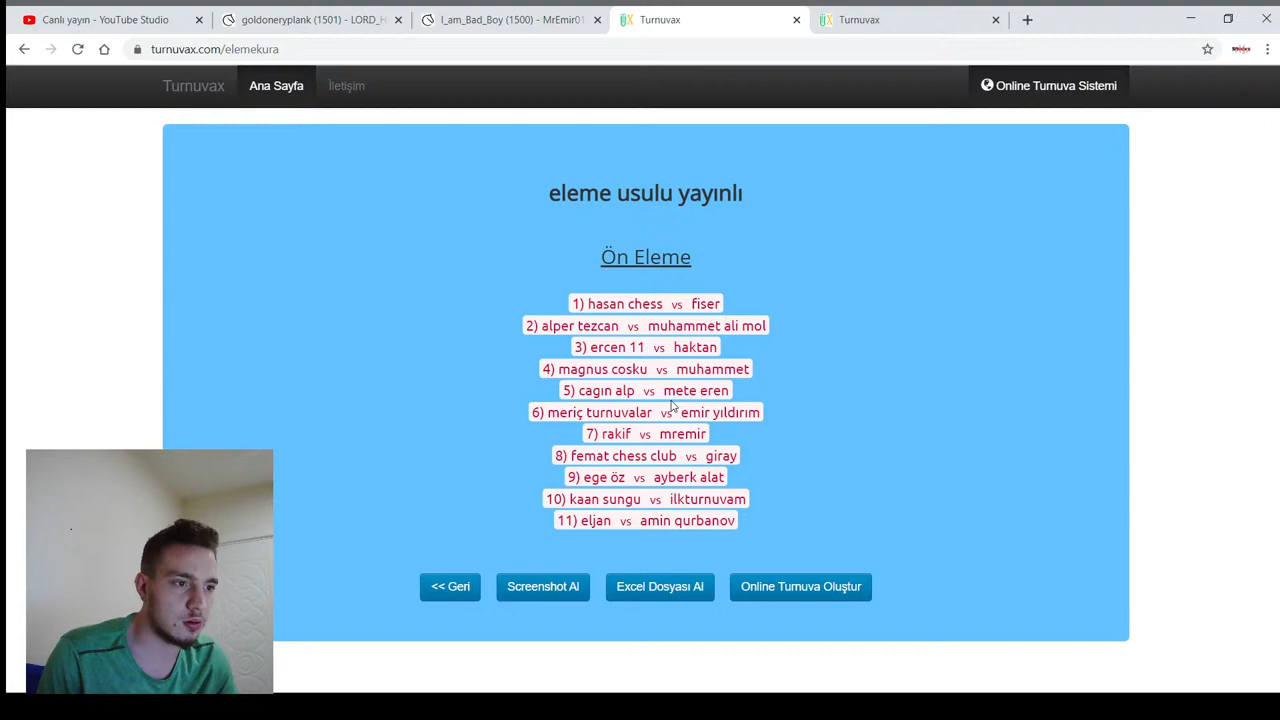 Canlı yayın - YouTube Studio
goldoneryplank (1501) - LORD_H
I_am_Bad_Boy (1500) - MrEmir01
Turnuvax
Turnuvax
turnuvax.com/elemekura
Turnuvax Ana Sayfa İletişim Online Turnuva Sistemi
eleme usulu yayınlı
Ön Eleme
1) hasan chess vs fiser
2) alper tezcan vs muhammet ali mol
3) ercen 11 vs haktan
4) magnus cosku vs muhammet
5) cagın alp vs mete eren
6) meriç turnuvalar vs emir yıldırım
7) rakif vs mremir
8) femat chess club vs giray
9) ege öz vs ayberk alat
10) kaan sungu vs ilkturnuvam
11) eljan vs amin qurbanov
<< Geri Screenshot Al Excel Dosyası Al Online Turnuva Oluştur